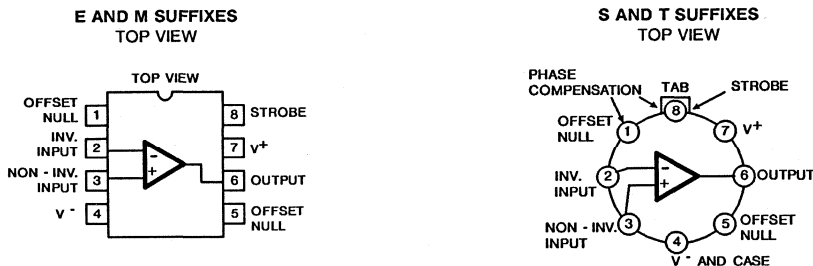 E AND M SUFFIXES
TOP VIEW
TOP VIEW
OFFSET
NULL
1
8
STROBE
INV.
INPUT
2
7
V+
NON - INV.
INPUT
3
-
+
6
OUTPUT
V -
4
5
OFFSET
NULL
S AND T SUFFIXES
TOP VIEW
PHASE
COMPENSATION
TAB
STROBE
8
OFFSET
NULL
1
7
V+
INV.
INPUT
2
-
+
6
OUTPUT
NON - INV.
INPUT
3
5
OFFSET
NULL
4
V - AND CASE